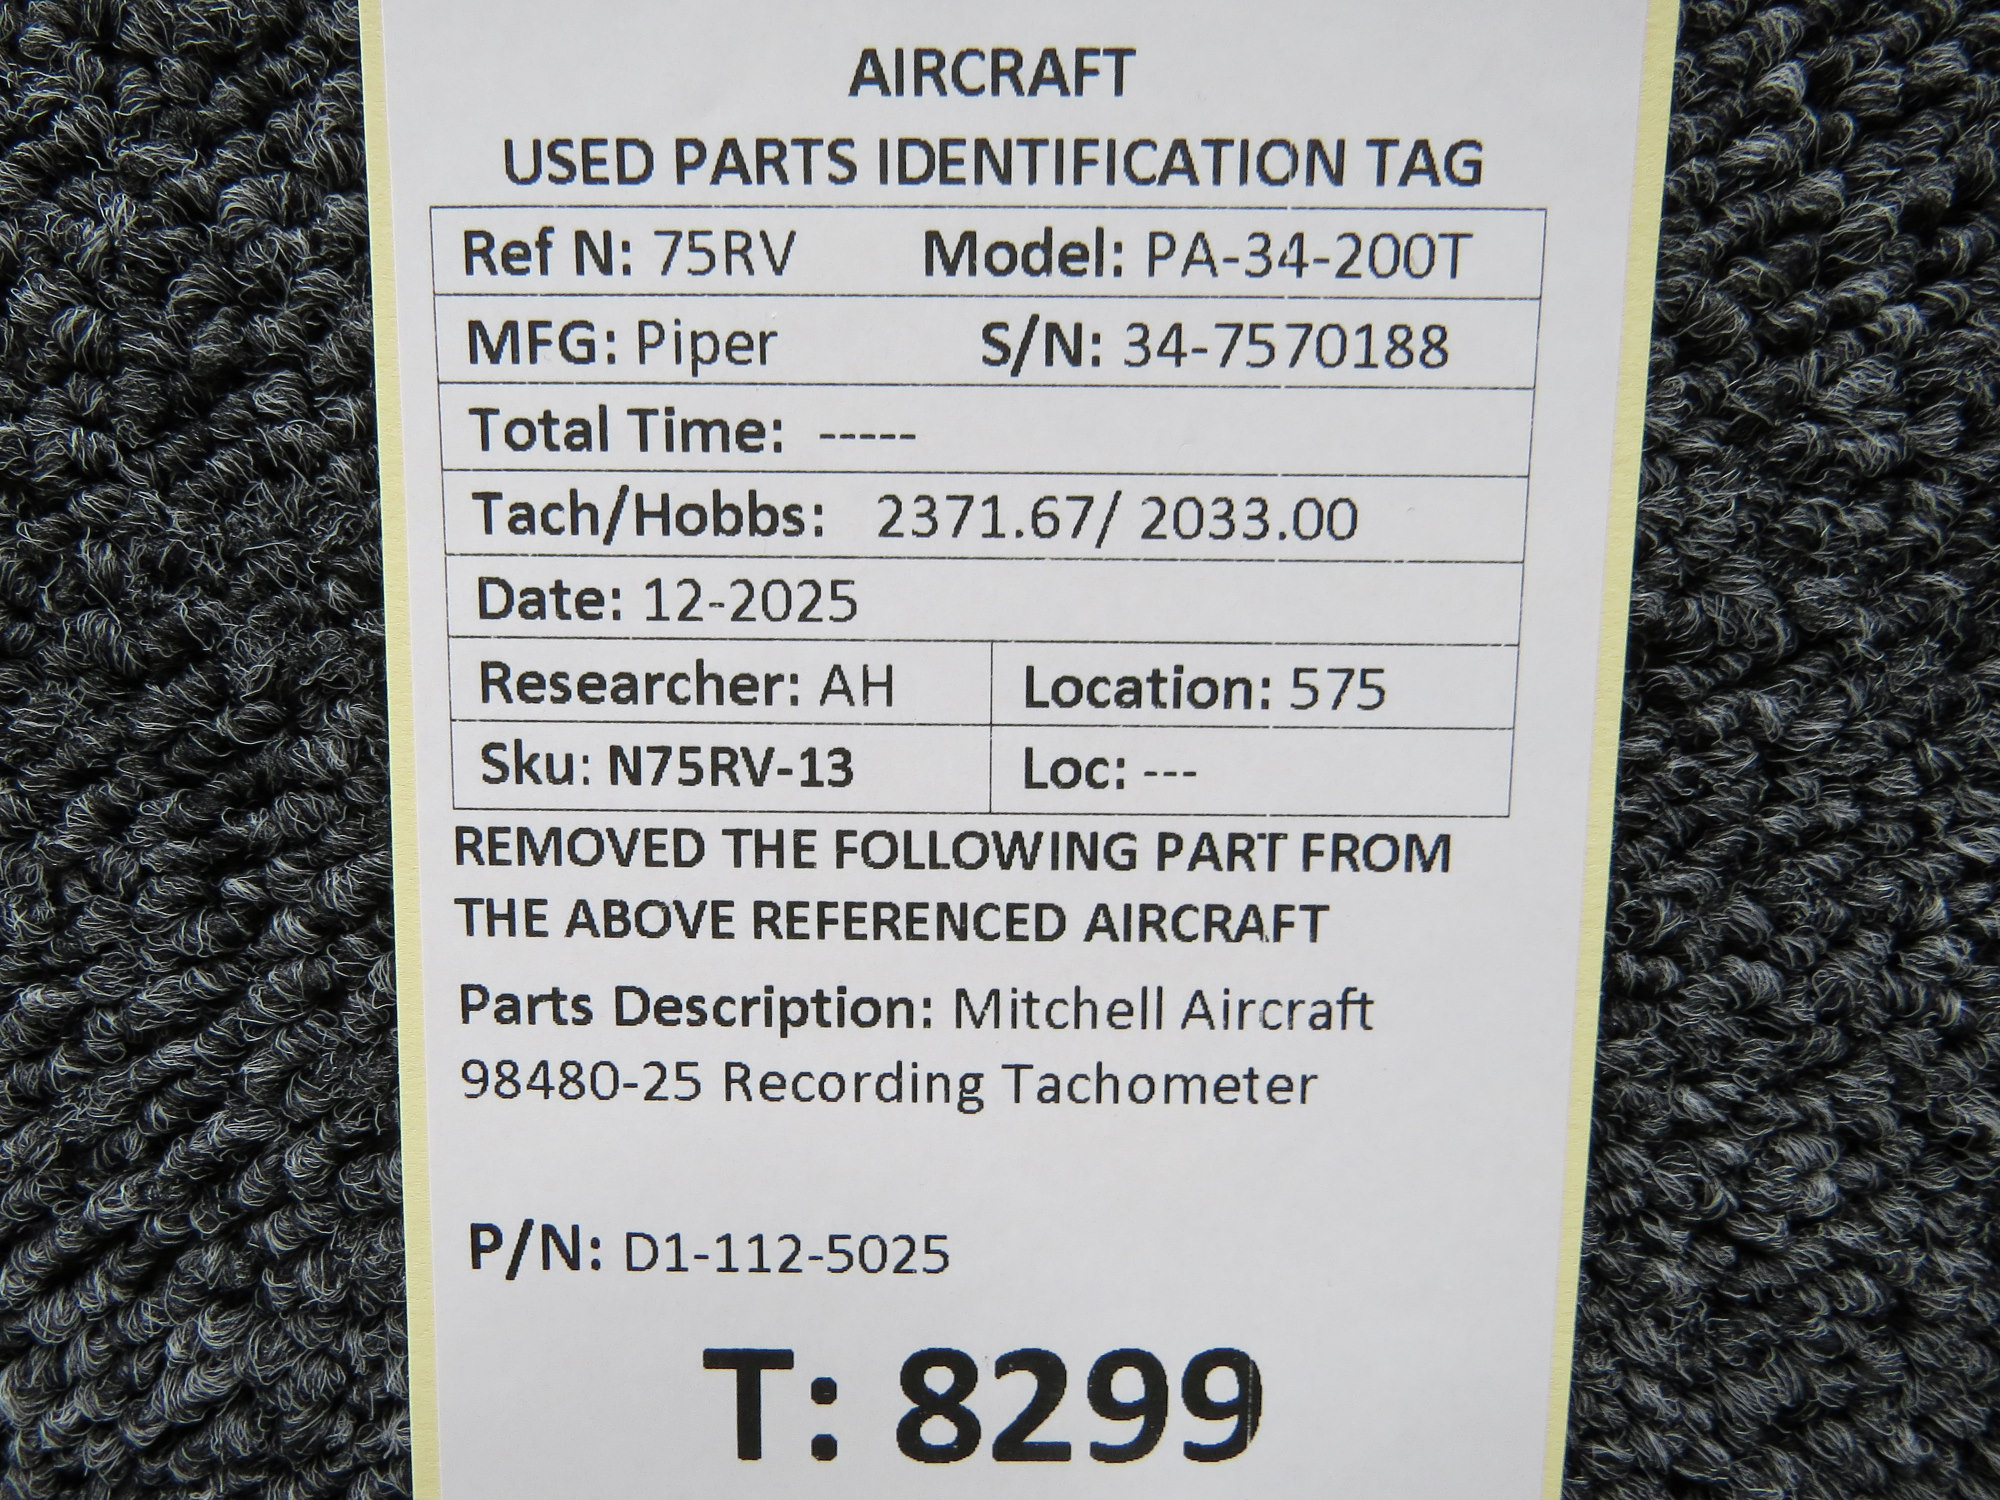 AIRCRAFT
USED PARTS IDENTIFICATION TAG
Ref N: 75RV Model: PA-34-200T
MFG: Piper S/N: 34-7570188
Total Time: -----
Tach/Hobbs: 2371.67/ 2033.00
Date: 12-2025
Researcher: AH Location: 575
Sku: N75RV-13 Loc: ---
REMOVED THE FOLLOWING PART FROM
THE ABOVE REFERENCED AIRCRAFT
Parts Description: Mitchell Aircraft
98480-25 Recording Tachometer
P/N: D1-112-5025
T: 8299